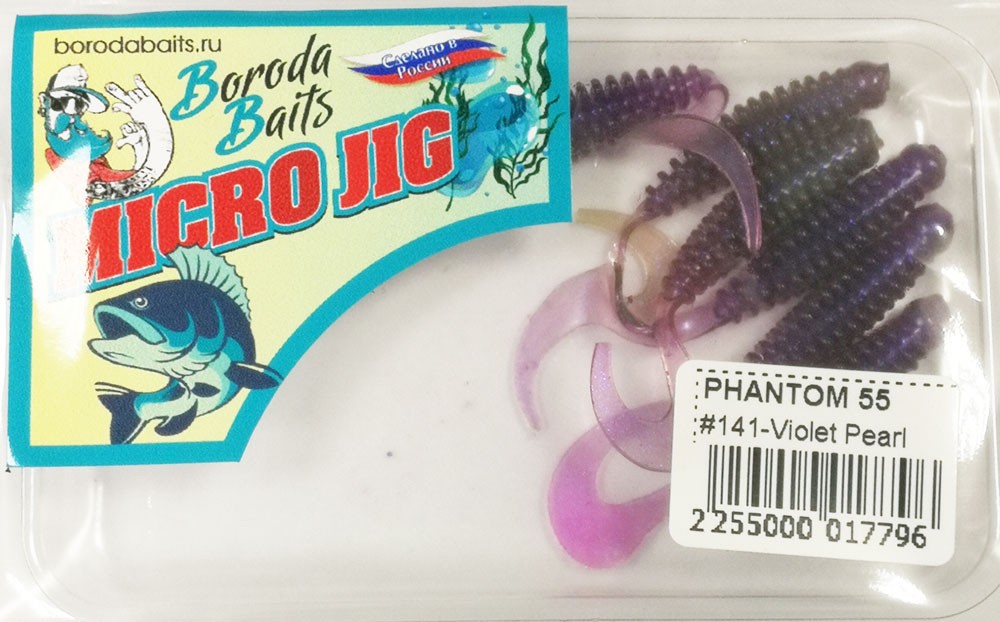 borodabaits.ru
Boroda
Baits
Сделано в
России
MICRO JIG
PHANTOM 55
#141-Violet Pearl
2 255000 017796